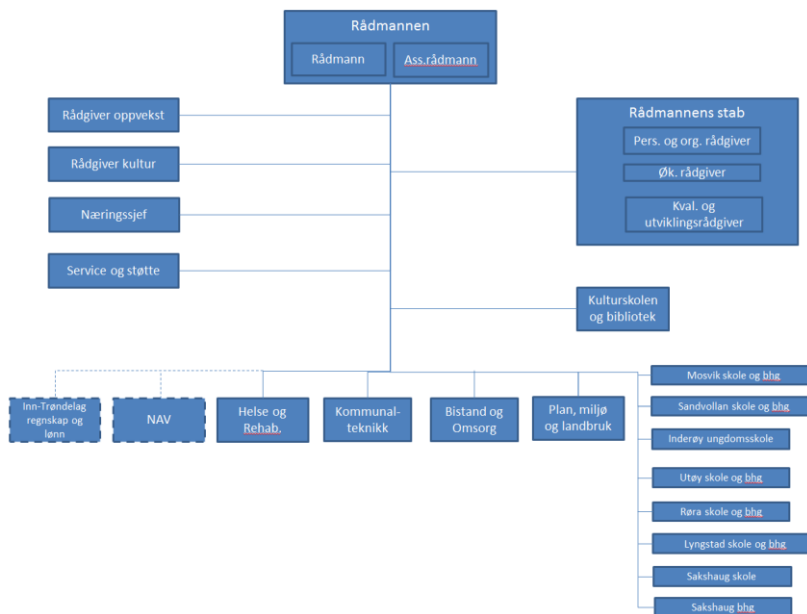 Rådmannen
Rådmann
Ass.rådmann
Rådgiver oppvekst
Rådgiver kultur
Næringssjef
Service og støtte
Rådmannens stab
Pers. og org. rådgiver
Øk. rådgiver
Kval. og
utviklingsrådgiver
Kulturskolen
og bibliotek
Inn-Trøndelag
regnskap og
lønn
NAV
Helse og
Rehab.
Kommunal-
teknikk
Bistand og
Omsorg
Plan, miljø
og landbruk
Mosvik skole og bhg
Sandvollan skole og bhg
Inderøy ungdomsskole
Utøy skole og bhg
Røra skole og bhg
Lyngstad skole og bhg
Sakshaug skole
Sakshaug bhg